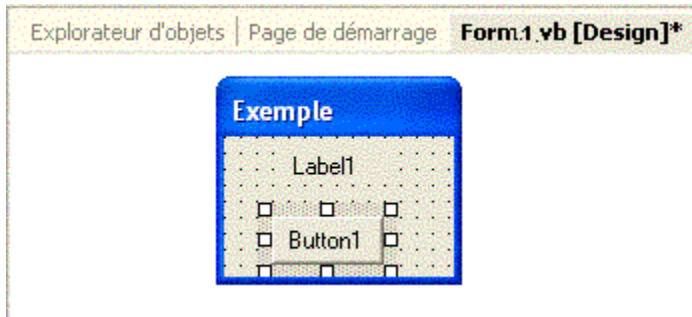 Explorateur d'objets | Page de démarrage Form1.vb [Design]*
Exemple
Label1
Button1